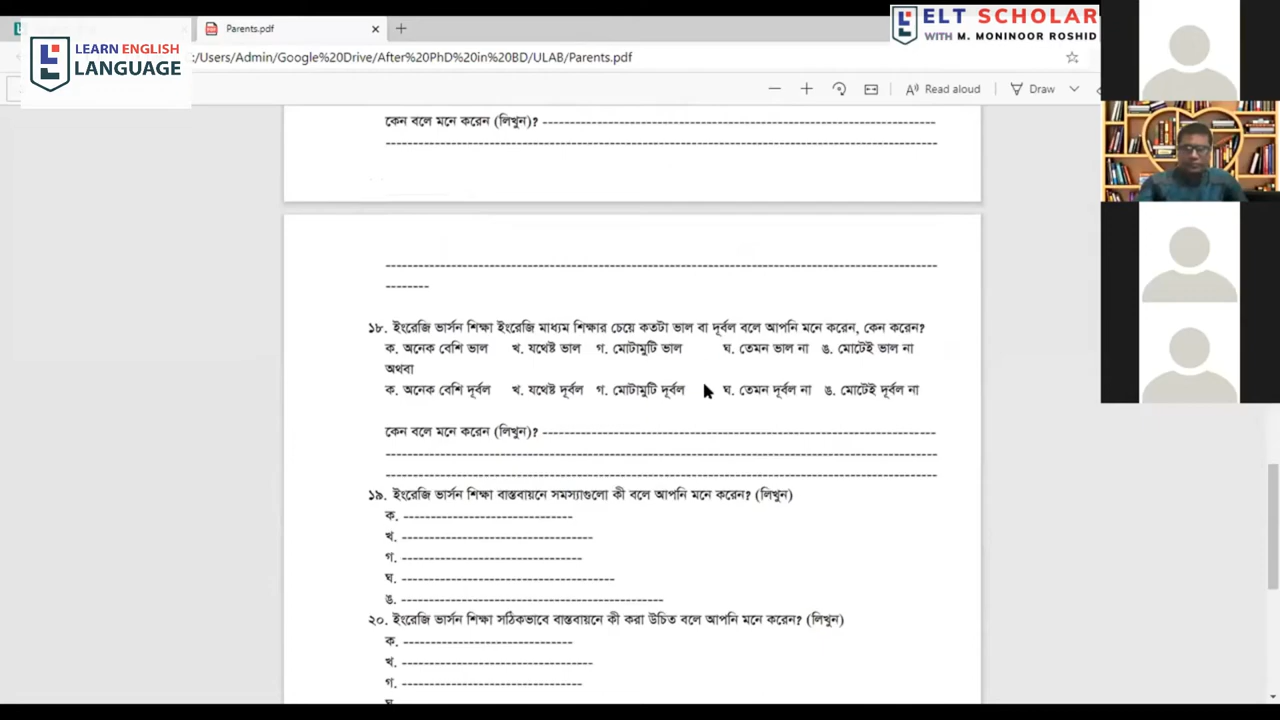 Parents.pdf
ELT SCHOLAR
WITH M. MONINOOR ROSHID
LEARN ENGLISH
LANGUAGE
:/Users/Admin/Google%20Drive/After%20PhD%20in%20BD/ULAB/Parents.pdf
Read aloud
Draw
কেন বলে মনে করেন (লিখুন)? ----------------------------------------
১৮. ইংরেজি ভার্সন শিক্ষা ইংরেজি মাধ্যম শিক্ষার চেয়ে কতটা ভাল বা দূর্বল বলে আপনি মনে করেন, কেন করেন?
ক. অনেক বেশি ভাল খ. যথেষ্ট ভাল গ. মোটামুটি ভাল ঘ. তেমন ভাল না ঙ. মোটেই ভাল না
অথবা
ক. অনেক বেশি দূর্বল খ. যথেষ্ট দূর্বল গ. মোটামুটি দূর্বল ঘ. তেমন দূর্বল না ঙ. মোটেই দূর্বল না
কেন বলে মনে করেন (লিখুন)? ----------------------------------------
১৯. ইংরেজি ভার্সন শিক্ষা বাস্তবায়নে সমস্যাগুলো কী বলে আপনি মনে করেন? (লিখুন)
ক. ------------------------------
খ. ----------------------------------
গ. --------------------------------
ঘ. --------------------------------------
ঙ. ----------------------------------------------
২০. ইংরেজি ভার্সন শিক্ষা সঠিকভাবে বাস্তবায়নে কী করা উচিত বলে আপনি মনে করেন? (লিখুন)
ক. ------------------------------
খ. ----------------------------------
গ. --------------------------------